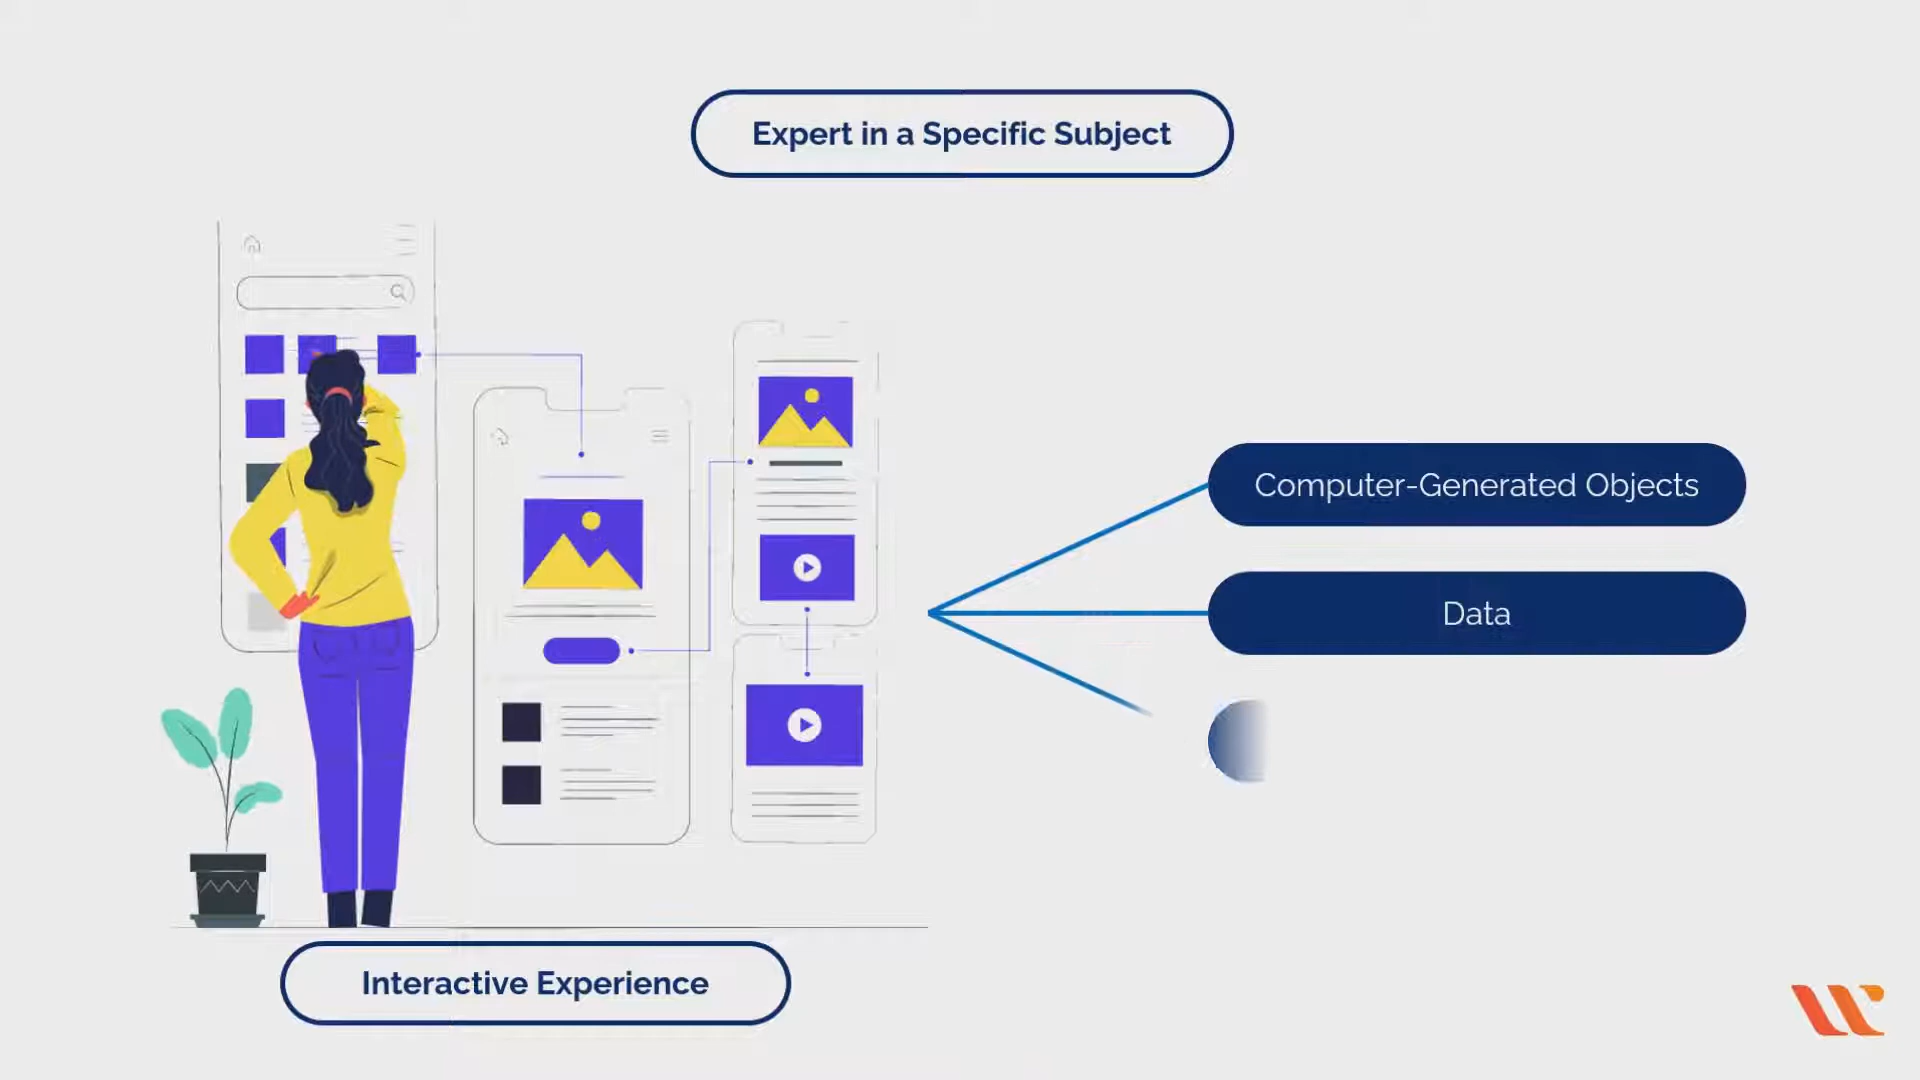 Expert in a Specific Subject
Computer-Generated Objects
Data
Interactive Experience